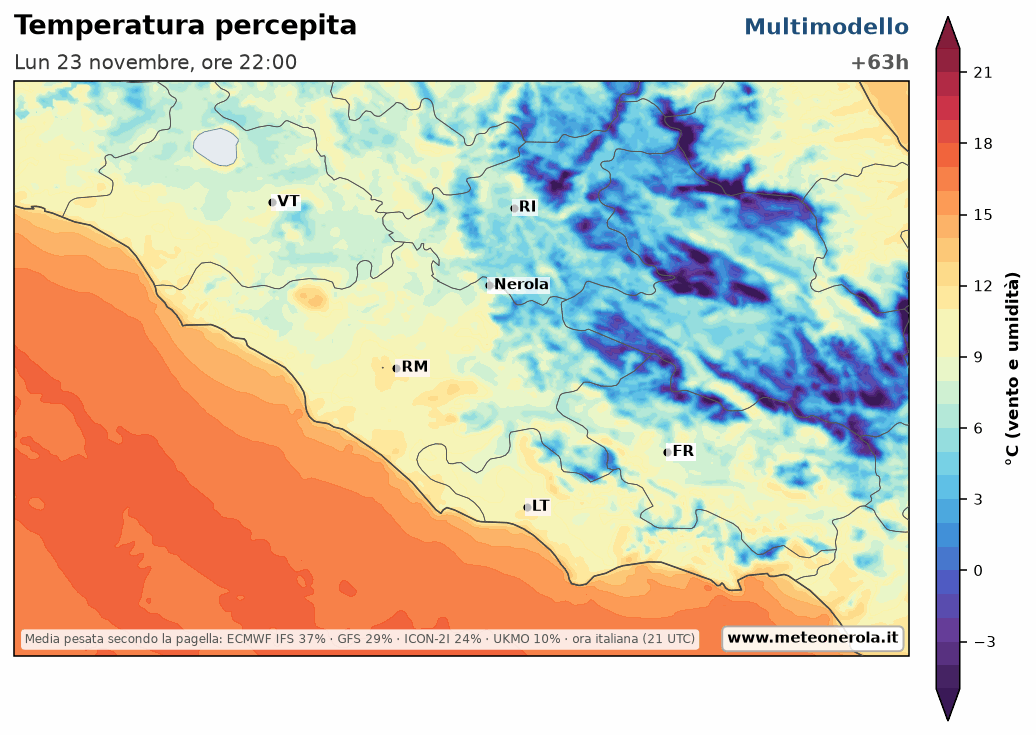 Temperatura percepita
Multimodello
Lun 23 novembre, ore 22:00
+63h
VT
RI
Nerola
RM
FR
LT
21
18
15
12
9
6
3
0
−3
°C (vento e umidità)
Media pesata secondo la pagella: ECMWF IFS 37% · GFS 29% · ICON-2I 24% · UKMO 10% · ora italiana (21 UTC)
www.meteonerola.it